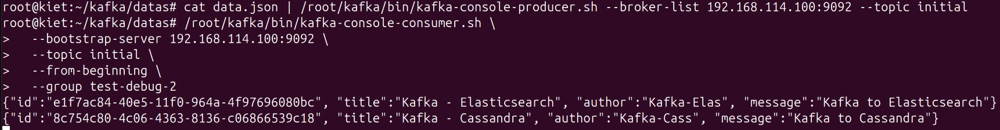 root@kiet:~/kafka/datas# cat data.json | /root/kafka/bin/kafka-console-producer.sh --broker-list 192.168.114.100:9092 --topic initial
root@kiet:~/kafka/datas# /root/kafka/bin/kafka-console-consumer.sh \
>   --bootstrap-server 192.168.114.100:9092 \
>   --topic initial \
>   --from-beginning \
>   --group test-debug-2
{"id":"e1f7ac84-40e5-11f0-964a-4f97696080bc", "title":"Kafka - Elasticsearch", "author":"Kafka-Elas", "message":"Kafka to Elasticsearch"}
{"id":"8c754c80-4c06-4363-8136-c06866539c18", "title":"Kafka - Cassandra", "author":"Kafka-Cass", "message":"Kafka to Cassandra"}